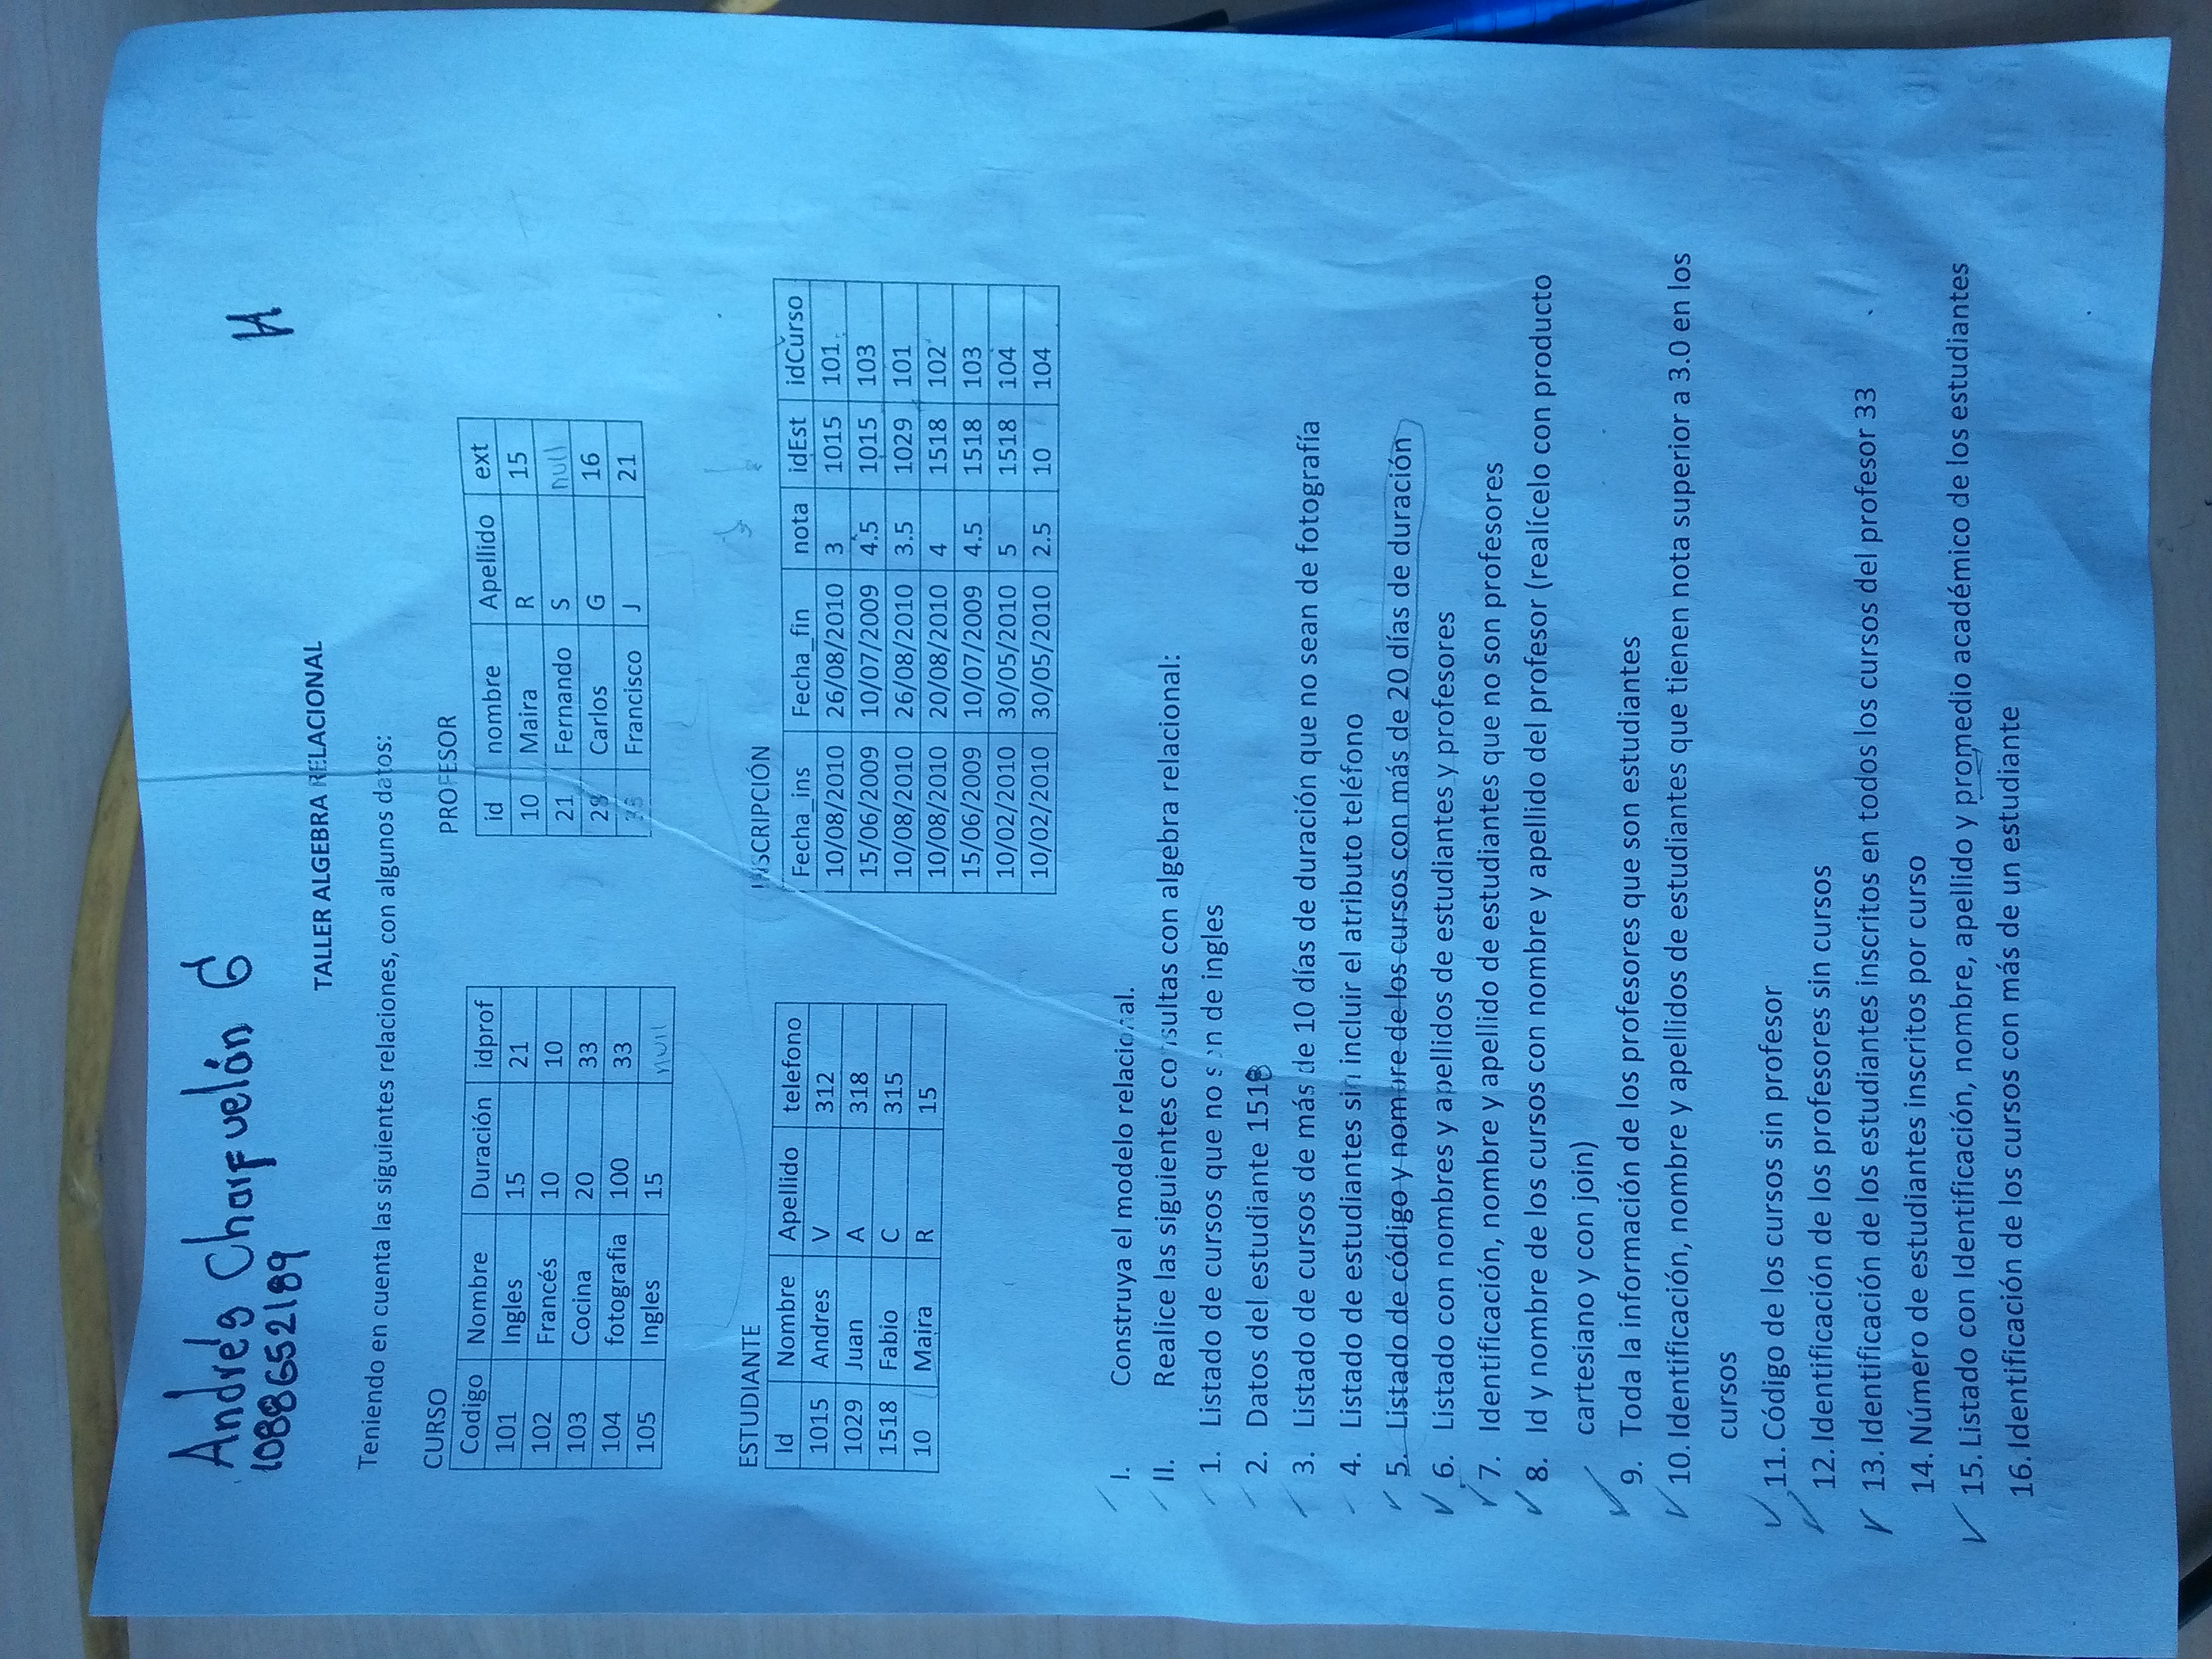 Andrés Charfuelán G
1088652189
H
TALLER ALGEBRA RELACIONAL
Teniendo en cuenta las siguientes relaciones, con algunos datos:
CURSO
Codigo Nombre Duración idprof
101 Ingles 15 21
102 Francés 10 10
103 Cocina 20 33
104 fotografia 100 33
105 Ingles 15 null
PROFESOR
id nombre Apellido ext
10 Maira R 15
21 Fernando S null
Carlos G 16
Francisco J 21
ESTUDIANTE
Id Nombre Apellido telefono
1015 Andres V 312
1029 Juan A 318
1518 Fabio C 315
10 Maira R 15
INSCRIPCIÓN
Fecha_ins Fecha_fin nota idEst idCurso
10/08/2010 26/08/2010 3 1015 101
15/06/2009 10/07/2009 4.5 1015 103
10/08/2010 26/08/2010 3.5 1029 101
10/08/2010 20/08/2010 4 1518 102
15/06/2009 10/07/2009 4.5 1518 103
10/02/2010 30/05/2010 5 1518 104
10/02/2010 30/05/2010 2.5 10 104
I. Construya el modelo relacional.
II. Realice las siguientes consultas con algebra relacional:
1. Listado de cursos que no son de ingles
2. Datos del estudiante 1518
3. Listado de cursos de más de 10 días de duración que no sean de fotografía
4. Listado de estudiantes sin incluir el atributo teléfono
5. Listado de código y nombre de los cursos con más de 20 días de duración
6. Listado con nombres y apellidos de estudiantes y profesores
7. Identificación, nombre y apellido de estudiantes que no son profesores
8. Id y nombre de los cursos con nombre y apellido del profesor (realícelo con producto
cartesiano y con join)
9. Toda la información de los profesores que son estudiantes
10. Identificación, nombre y apellidos de estudiantes que tienen nota superior a 3.0 en los
cursos
11. Código de los cursos sin profesor
12. Identificación de los profesores sin cursos
13. Identificación de los estudiantes inscritos en todos los cursos del profesor 33
14. Número de estudiantes inscritos por curso
15. Listado con Identificación, nombre, apellido y promedio académico de los estudiantes
16. Identificación de los cursos con más de un estudiante